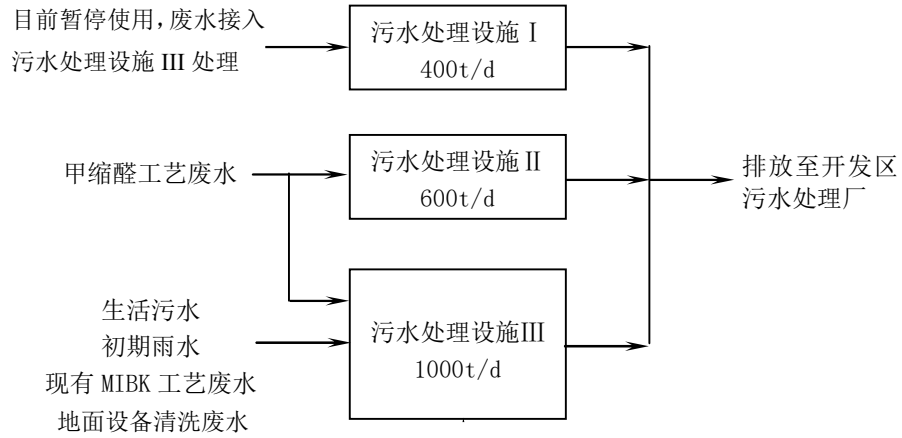 目前暂停使用,废水接入
污水处理设施 III 处理
污水处理设施 I
400t/d
甲缩醛工艺废水
污水处理设施 II
600t/d
排放至开发区
污水处理厂
生活污水
初期雨水
现有 MIBK 工艺废水
地面设备清洗废水
污水处理设施III
1000t/d